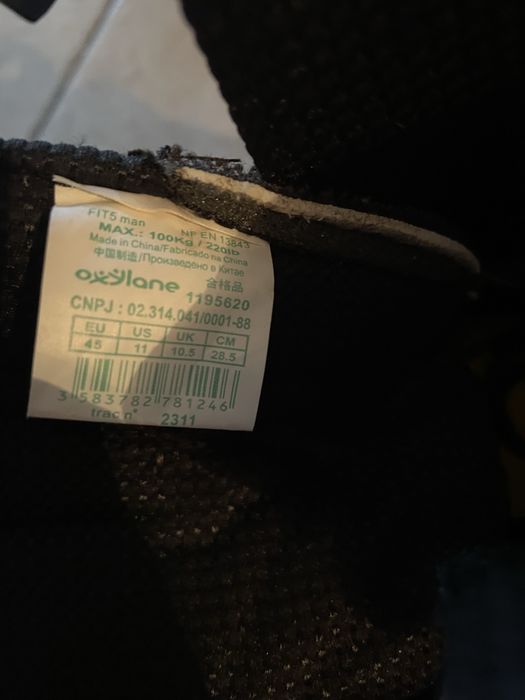 FIT5 man NF EN 13843
MAX.: 100Kg / 220lb
Made in China/Fabricado na China
中国制造/Произведено в Китае
oxylane 合格品
1195620
CNPJ : 02.314.041/0001-88
EU US UK CM
45 11 10.5 28.5
3 583782 781246
trac n° 2311